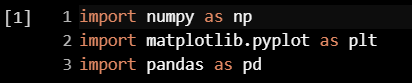 [1] 1 import numpy as np
2 import matplotlib.pyplot as plt
3 import pandas as pd